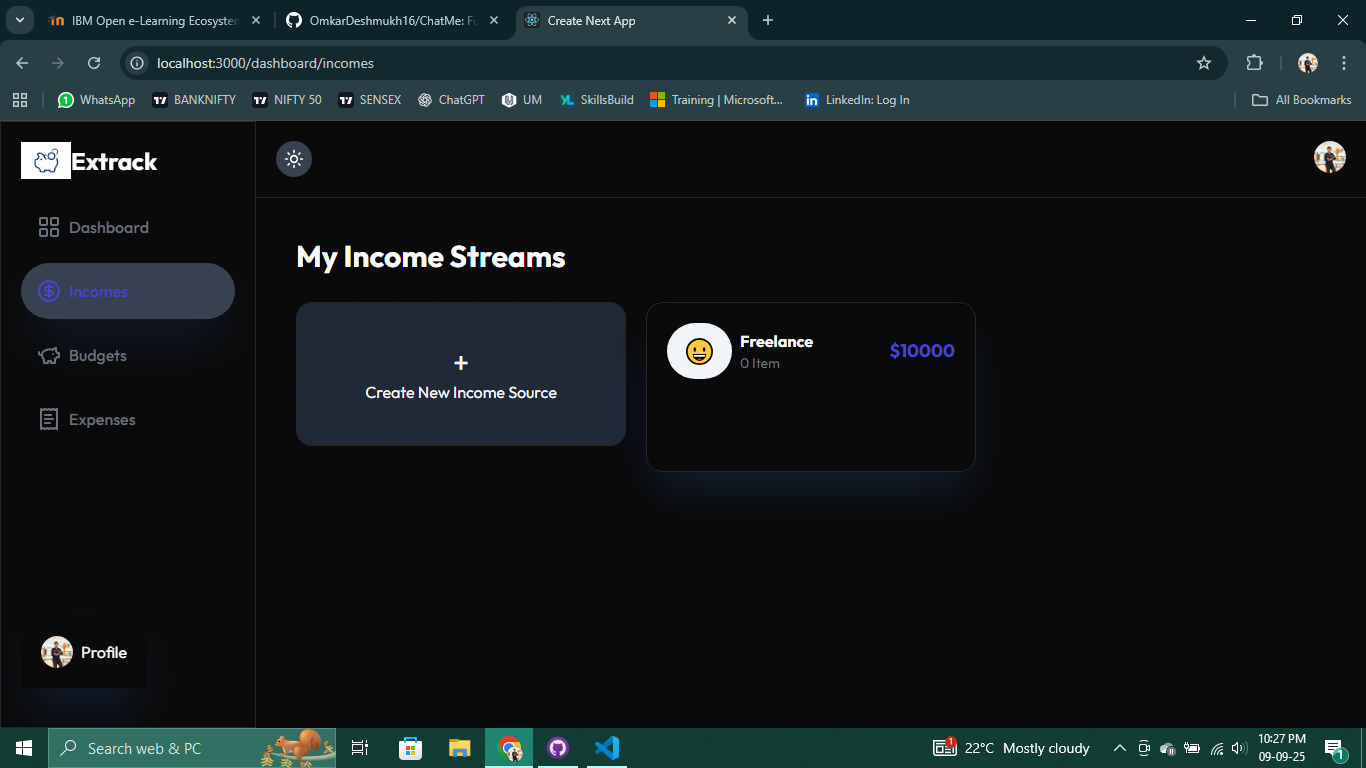 IBM Open e-Learning Ecosystem
OmkarDeshmukh16/ChatMe: Fu
Create Next App
localhost:3000/dashboard/incomes
WhatsApp
BANKNIFTY
NIFTY 50
SENSEX
ChatGPT
UM
SkillsBuild
Training | Microsoft...
LinkedIn: Log In
All Bookmarks
Extrack
Dashboard
Incomes
Budgets
Expenses
Profile
My Income Streams
+
Create New Income Source
Freelance
0 Item
$10000
Search web & PC
1
22°C Mostly cloudy
10:27 PM
09-09-25
1